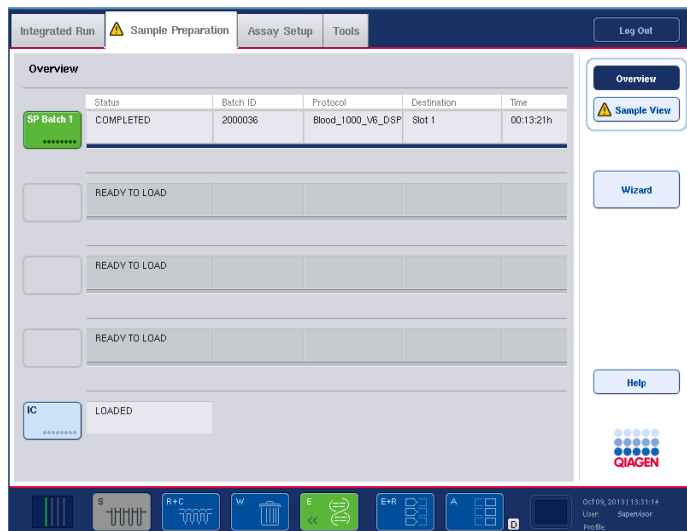 Integrated Run
Sample Preparation
Assay Setup
Tools
Log Out
Overview
Overview
Sample View
Status
Batch ID
Protocol
Destination
Time
SP Batch 1
COMPLETED
2000036
Blood_1000_V6_DSP
Slot 1
00:13:21h
READY TO LOAD
Wizard
READY TO LOAD
READY TO LOAD
Help
IC
LOADED
QIAGEN
S
R+C
W
E
E+R
A
D
Oct 09, 2013 | 13:31:14
User: Supervisor
Profile: